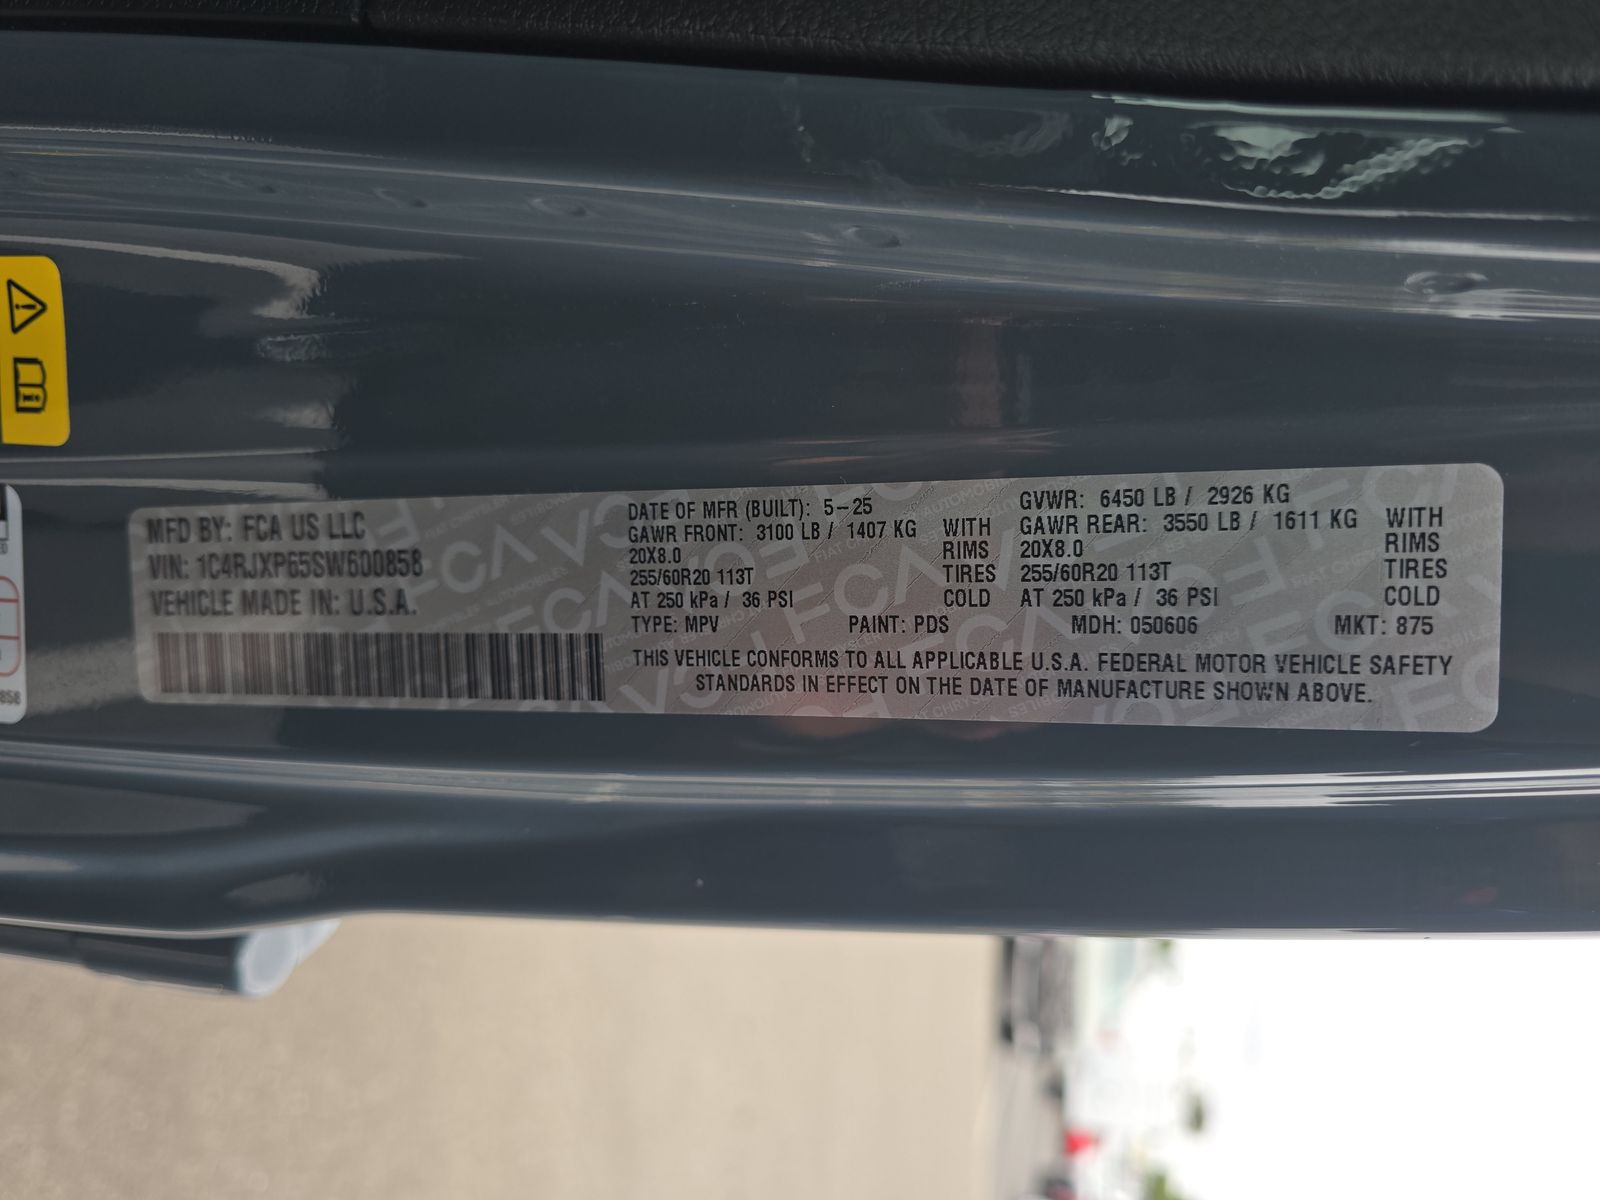 MFD BY: FCA US LLC
VIN: 1C4RJXP65SW600858
VEHICLE MADE IN: U.S.A.
DATE OF MFR (BUILT): 5-25
GAWR FRONT: 3100 LB / 1407 KG WITH
20X8.0 RIMS
255/60R20 113T TIRES
AT 250 kPa / 36 PSI COLD
GVWR: 6450 LB / 2926 KG
GAWR REAR: 3550 LB / 1611 KG WITH
20X8.0 RIMS
255/60R20 113T TIRES
AT 250 kPa / 36 PSI COLD
TYPE: MPV PAINT: PDS MDH: 050606 MKT: 875
THIS VEHICLE CONFORMS TO ALL APPLICABLE U.S.A. FEDERAL MOTOR VEHICLE SAFETY
STANDARDS IN EFFECT ON THE DATE OF MANUFACTURE SHOWN ABOVE.